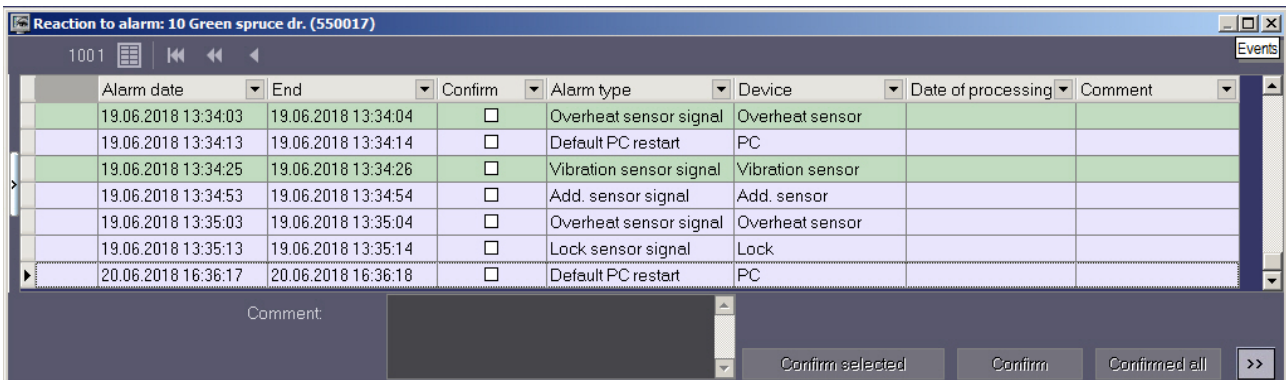 Reaction to alarm: 10 Green spruce dr. (550017)
1001
Events
Alarm date End Confirm Alarm type Device Date of processing Comment
19.06.2018 13:34:03 19.06.2018 13:34:04 Overheat sensor signal Overheat sensor
19.06.2018 13:34:13 19.06.2018 13:34:14 Default PC restart PC
19.06.2018 13:34:25 19.06.2018 13:34:26 Vibration sensor signal Vibration sensor
19.06.2018 13:34:53 19.06.2018 13:34:54 Add. sensor signal Add. sensor
19.06.2018 13:35:03 19.06.2018 13:35:04 Overheat sensor signal Overheat sensor
19.06.2018 13:35:13 19.06.2018 13:35:14 Lock sensor signal Lock
20.06.2018 16:36:17 20.06.2018 16:36:18 Default PC restart PC
Comment:
Confirm selected Confirm Confirmed all >>